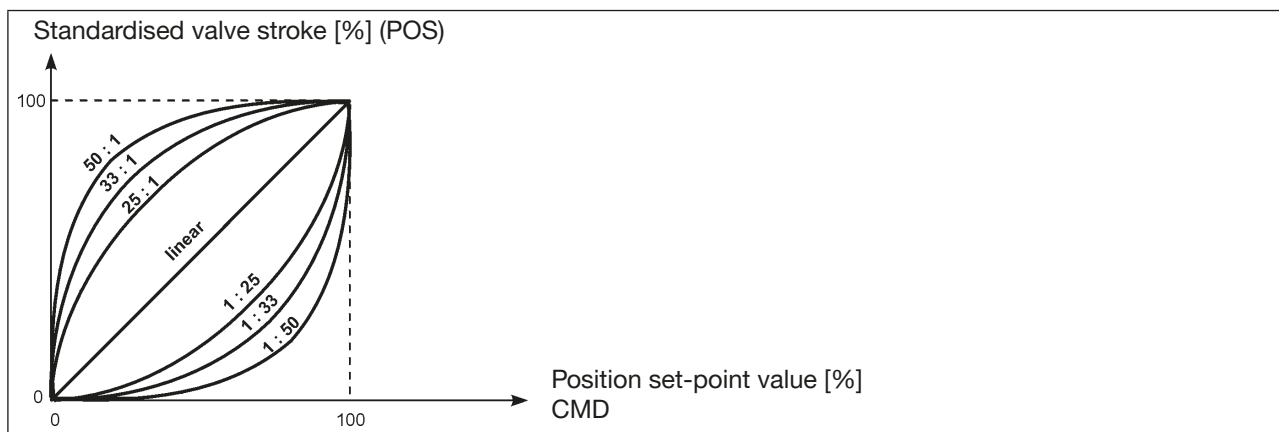 Standardised valve stroke [%] (POS)
100
50 : 1
33 : 1
25 : 1
linear
1 : 25
1 : 33
1 : 50
0
0
100
Position set-point value [%]
CMD